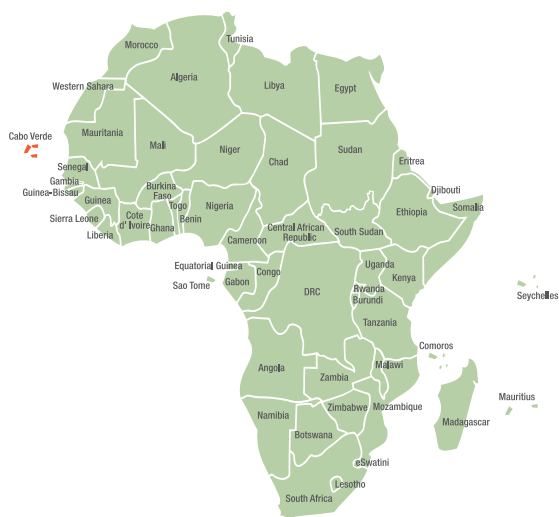 Tunisia
Morocco
Algeria
Libya
Egypt
Western Sahara
Mauritania
Cabo Verde
Mali
Niger
Chad
Sudan
Eritrea
Senegal
Gambia
Guinea-Bissau
Guinea
Burkina
Faso
Togo
Benin
Nigeria
Djibouti
Somalia
Ethiopia
Sierra Leone
Liberia
Cote
d' Ivoire
Ghana
Cameroon
Central African
Republic
South Sudan
Equatorial Guinea
Sao Tome
Gabon
Congo
DRC
Uganda
Kenya
Rwanda
Burundi
Tanzania
Seychelles
Comoros
Angola
Zambia
Malawi
Mozambique
Mauritius
Madagascar
Namibia
Zimbabwe
Botswana
eSwatini
Lesotho
South Africa